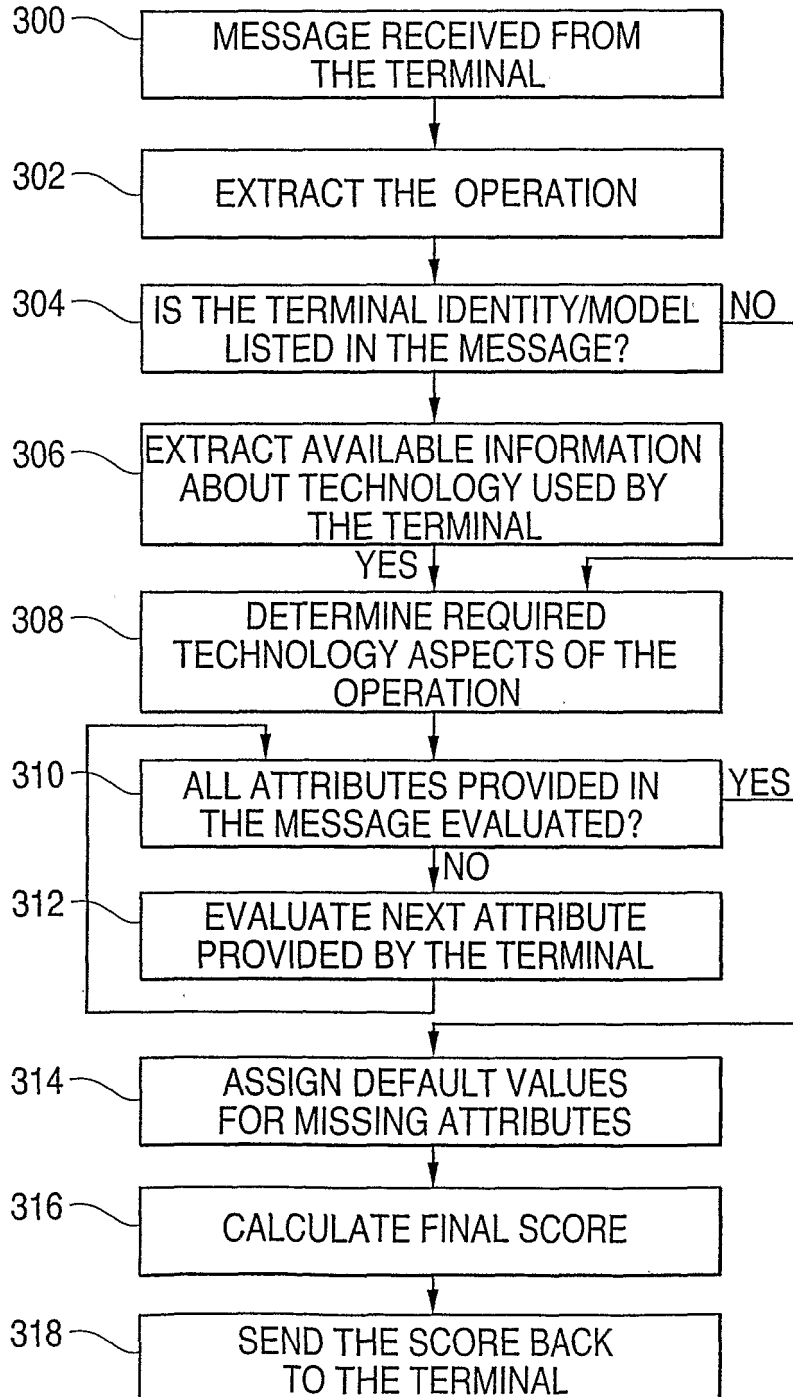 300
MESSAGE RECEIVED FROM
THE TERMINAL
302
EXTRACT THE OPERATION
304
IS THE TERMINAL IDENTITY/MODEL
LISTED IN THE MESSAGE?
NO
306
EXTRACT AVAILABLE INFORMATION
ABOUT TECHNOLOGY USED BY
THE TERMINAL
YES
308
DETERMINE REQUIRED
TECHNOLOGY ASPECTS OF THE
OPERATION
310
ALL ATTRIBUTES PROVIDED IN
THE MESSAGE EVALUATED?
YES
NO
312
EVALUATE NEXT ATTRIBUTE
PROVIDED BY THE TERMINAL
314
ASSIGN DEFAULT VALUES
FOR MISSING ATTRIBUTES
316
CALCULATE FINAL SCORE
318
SEND THE SCORE BACK
TO THE TERMINAL